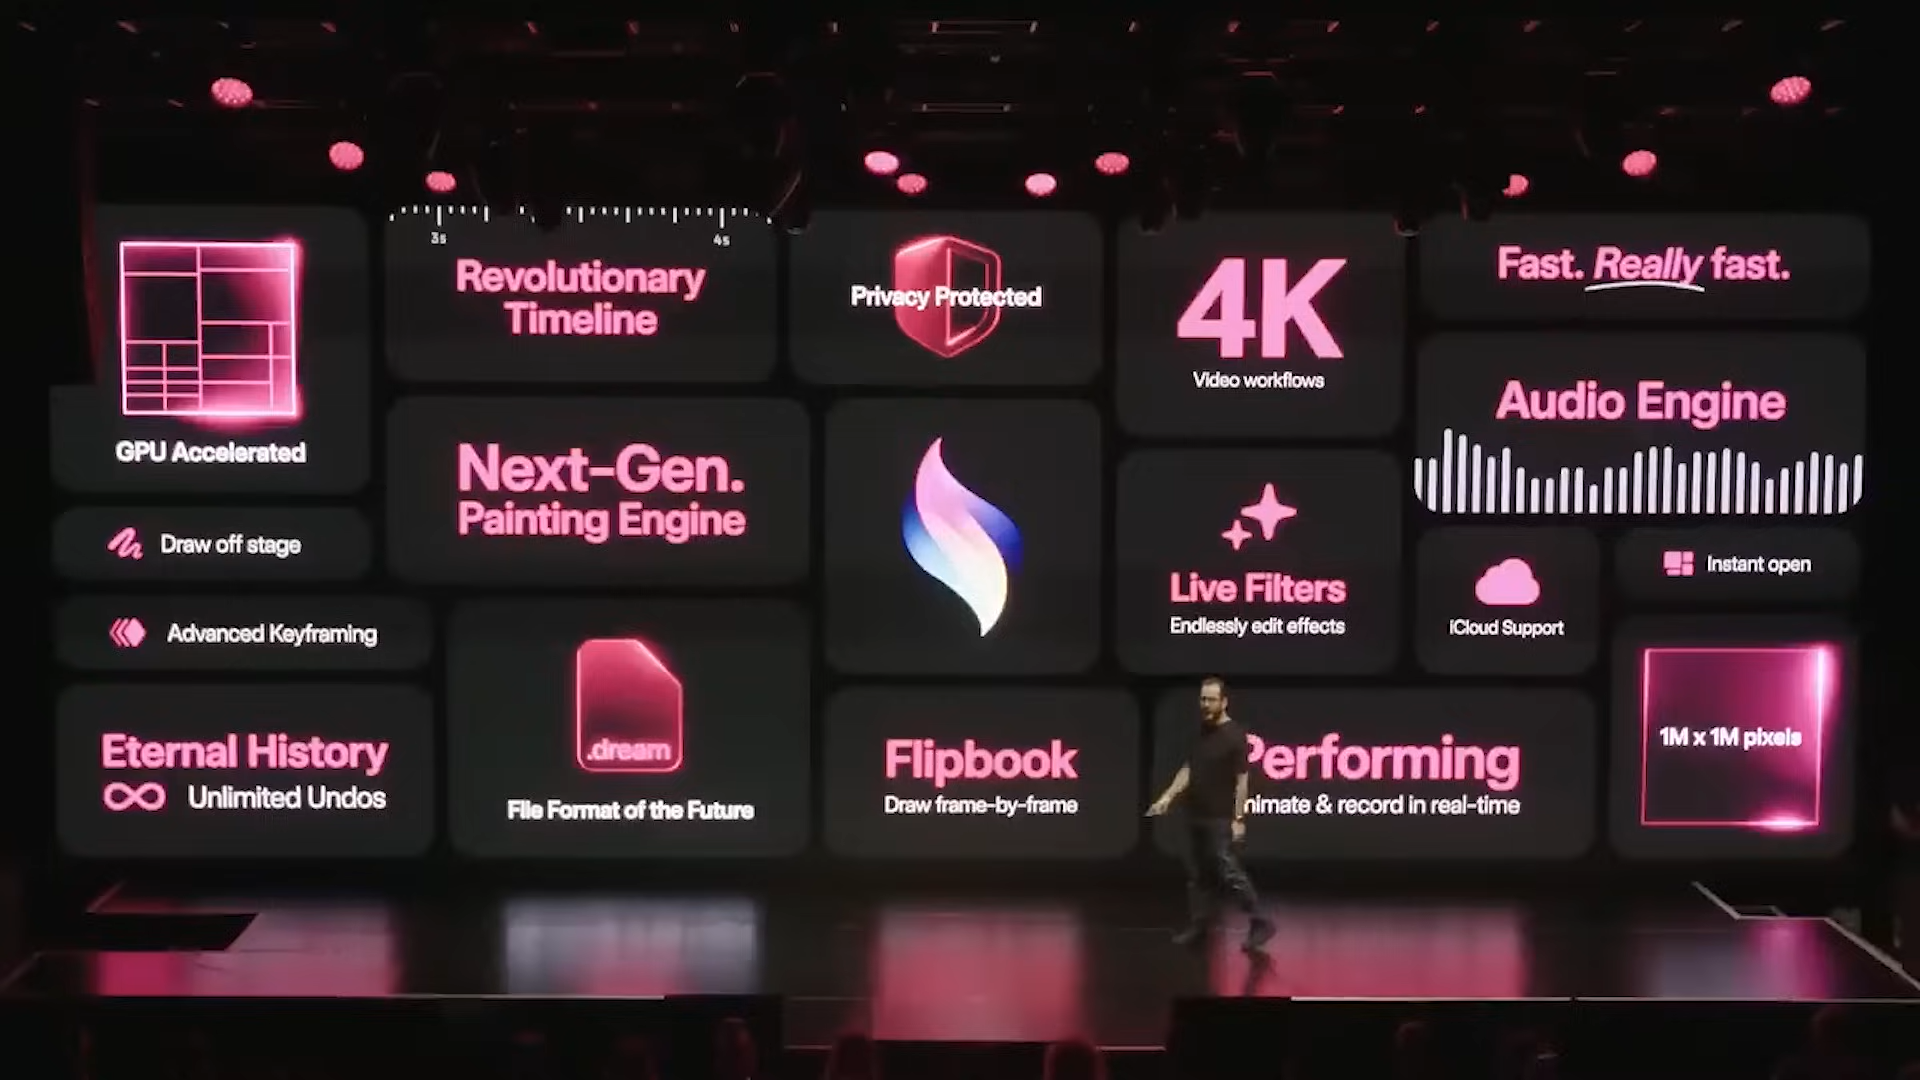 GPU Accelerated
Draw off stage
Advanced Keyframing
Eternal History
Unlimited Undos
3s
4s
Revolutionary
Timeline
Next-Gen.
Painting Engine
.dream
File Format of the Future
Privacy Protected
Flipbook
Draw frame-by-frame
4K
Video workflows
Live Filters
Endlessly edit effects
Performing
& record in real-time
Fast. Really fast.
Audio Engine
iCloud Support
Instant open
1M x 1M pixels